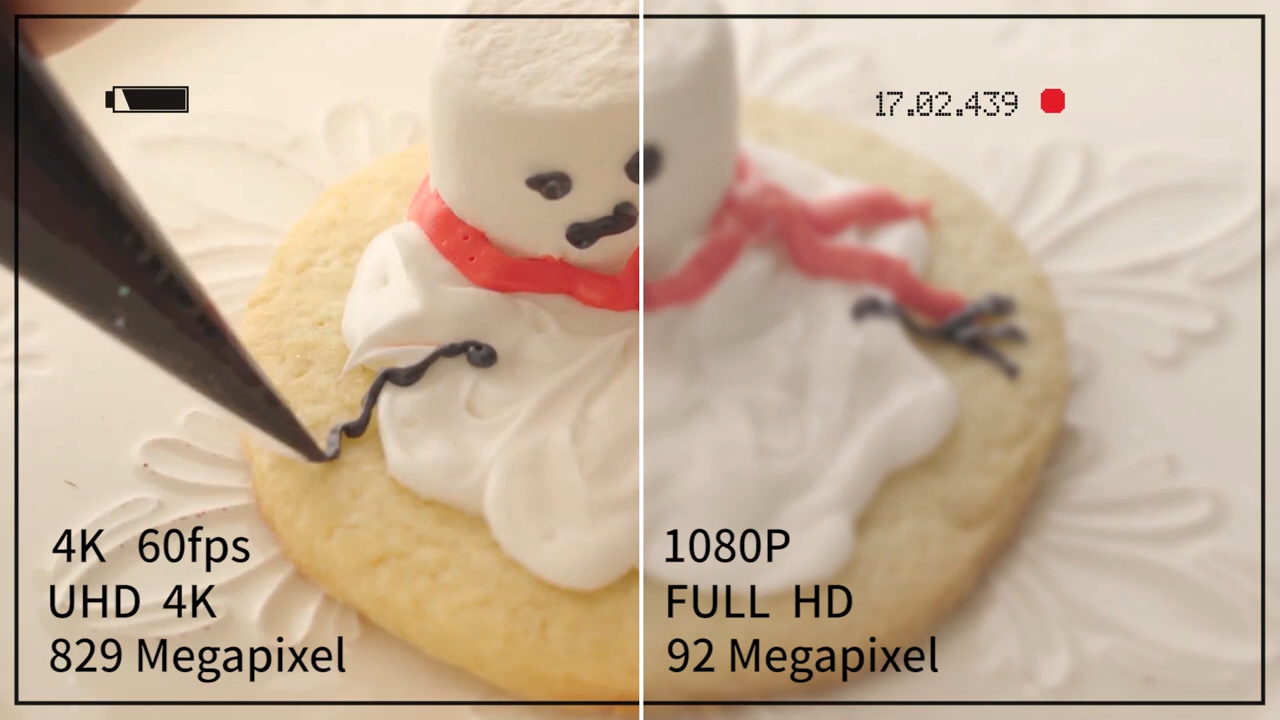 17.02.439
4K 60fps
UHD 4K
829 Megapixel
1080P
FULL HD
92 Megapixel